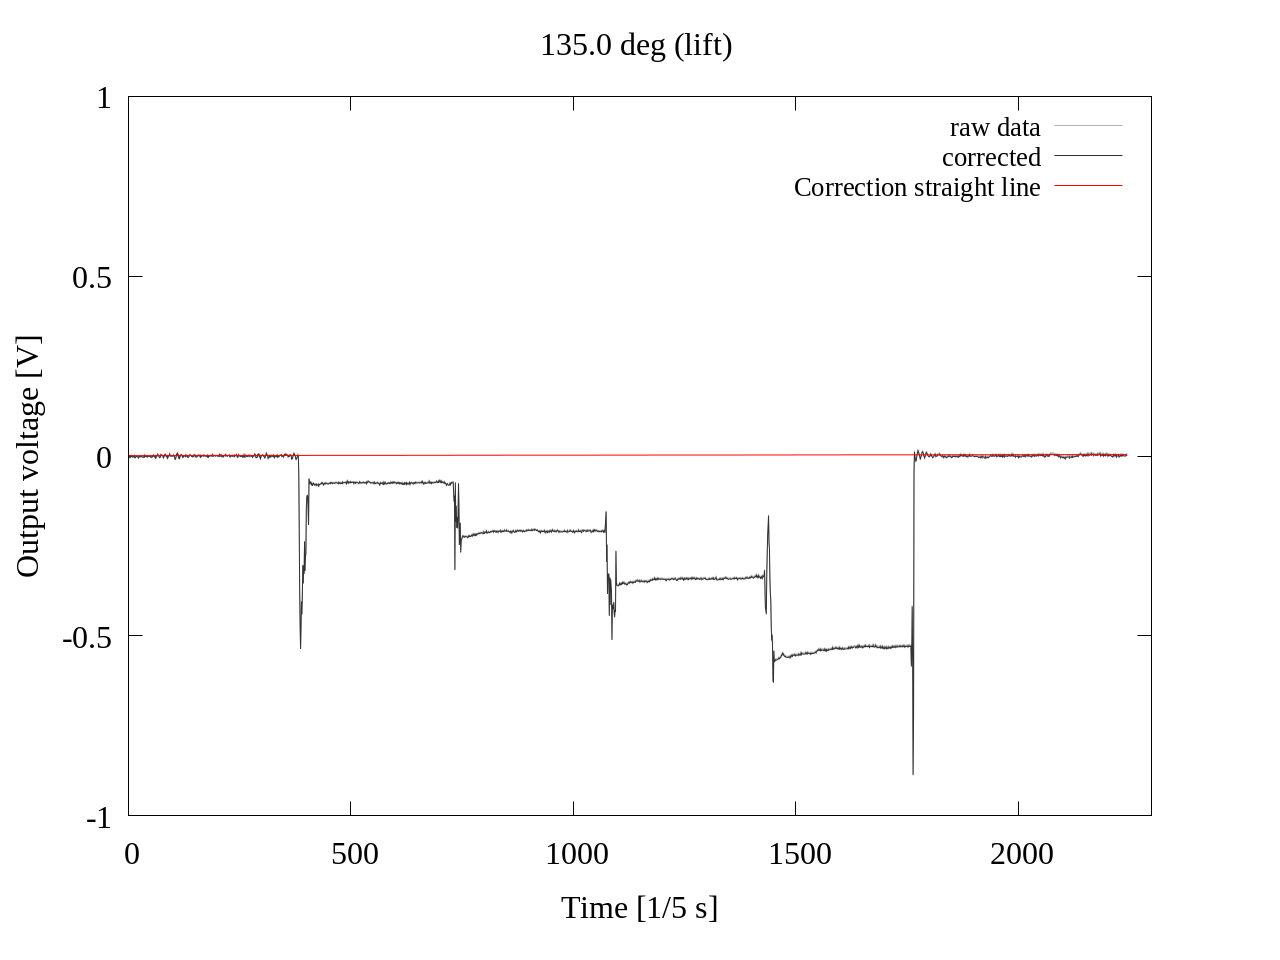 135.0 deg (lift)
1
raw data
corrected
Correction straight line
0.5
0
-0.5
-1
Output voltage [V]
0 500 1000 1500 2000
Time [1/5 s]